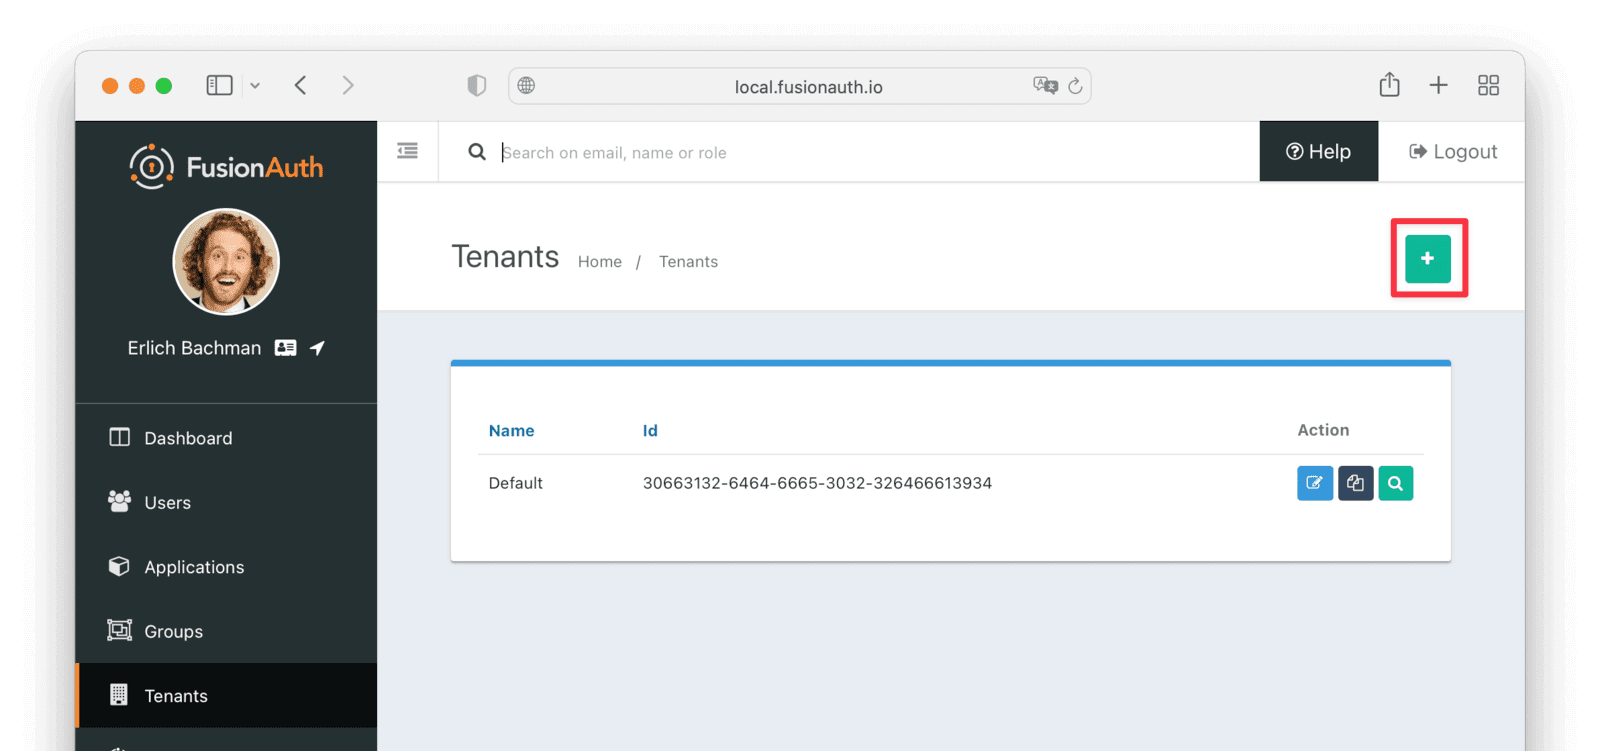 local.fusionauth.io
FusionAuth
Search on email, name or role
Help
Logout
Tenants
Home / Tenants
Erlich Bachman
Name Id Action
Default 30663132-6464-6665-3032-326466613934
Dashboard
Users
Applications
Groups
Tenants